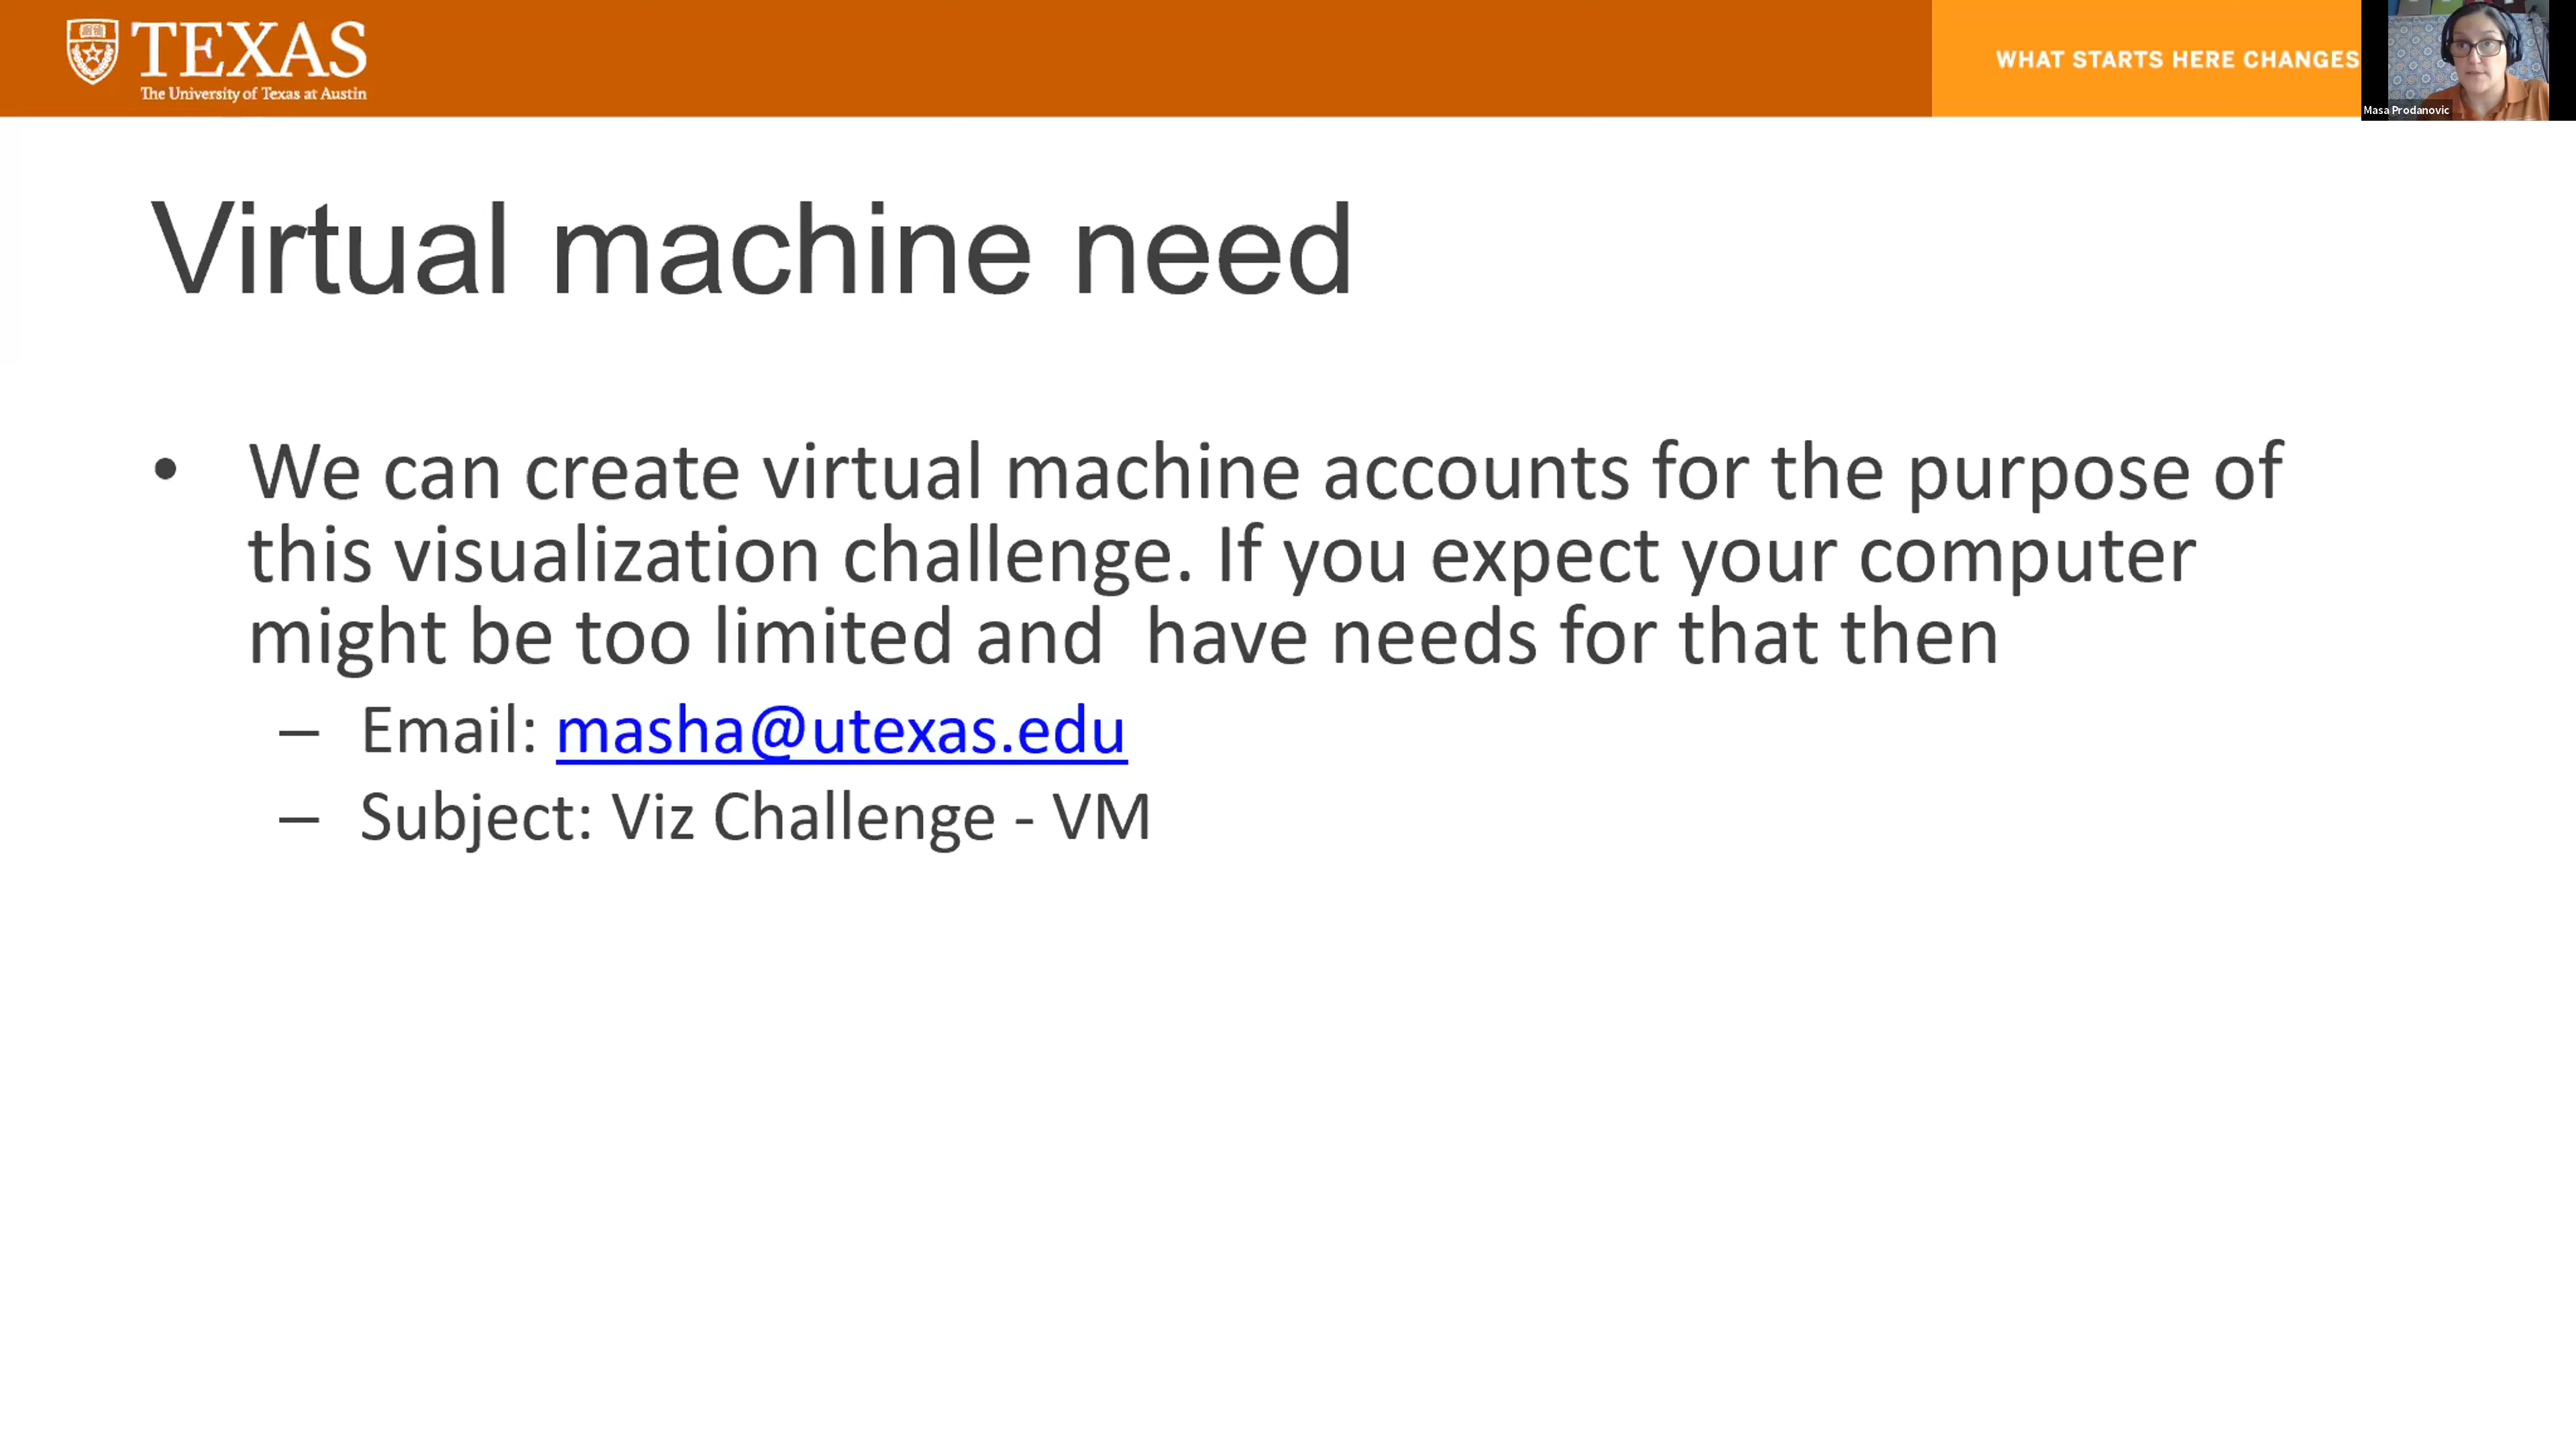 TEXAS
The University of Texas at Austin
WHAT STARTS HERE CHANGES
Masa Prodanovic
Virtual machine need
• We can create virtual machine accounts for the purpose of
this visualization challenge. If you expect your computer
might be too limited and  have needs for that then
– Email: masha@utexas.edu
– Subject: Viz Challenge - VM